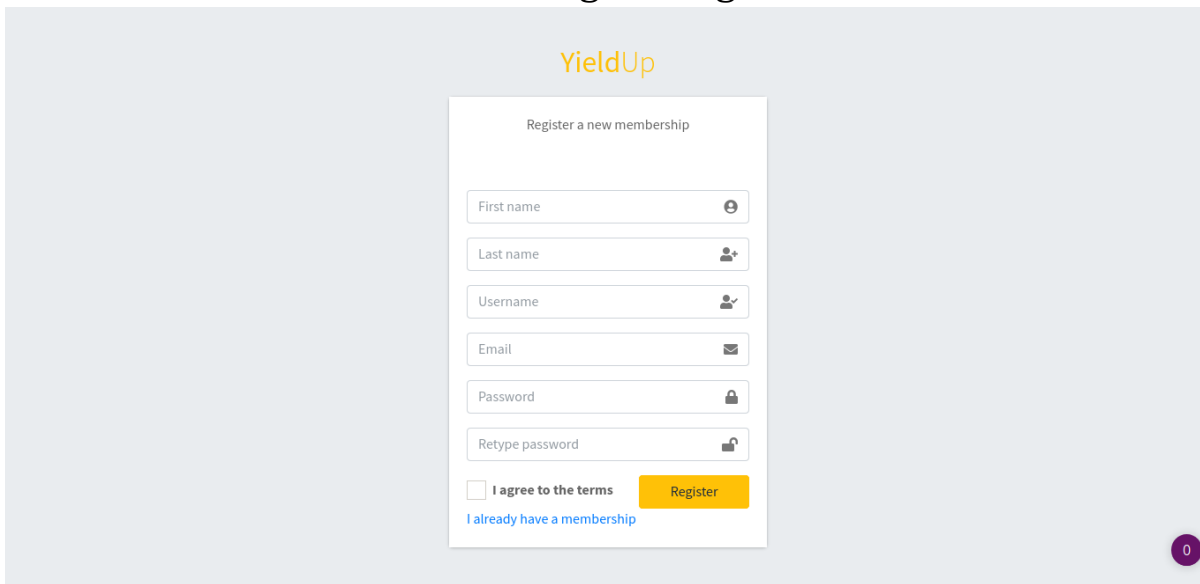 YieldUp
Register a new membership
First name
Last name
Username
Email
Password
Retype password
I agree to the terms
Register
I already have a membership
0